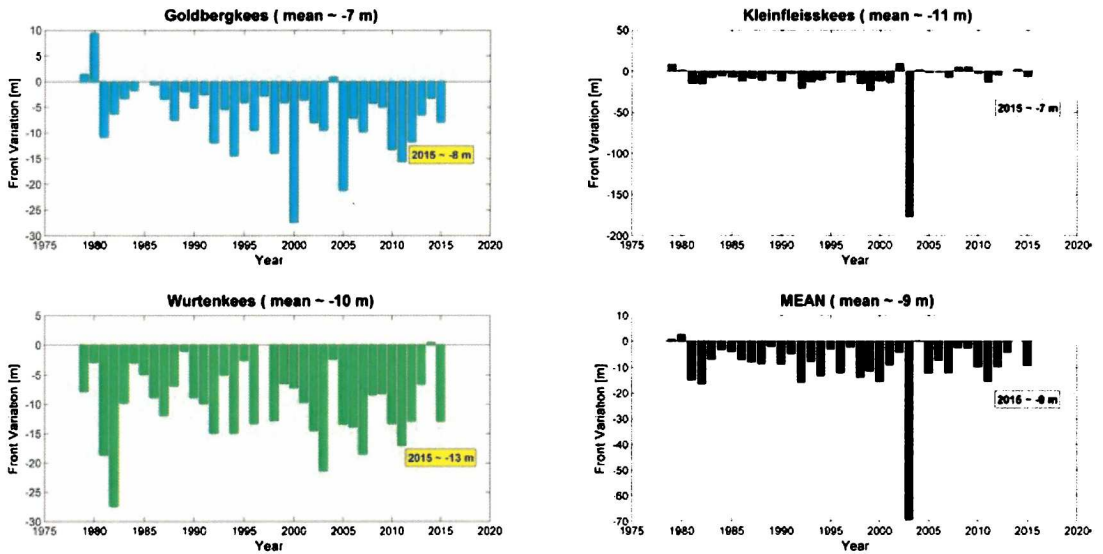 Goldbergkees ( mean ~ -7 m)
Front Variation [m]
10
5
0
-5
-10
-15
-20
-25
-30
2015 ~ -8 m
1975 1980 1985 1990 1995 2000 2005 2010 2015 2020
Year
Kleinfleisskees ( mean ~ -11 m)
Front Variation [m]
50
0
-50
-100
-150
-200
2015 ~ -7 m
1975 1980 1985 1990 1995 2000 2005 2010 2015 2020
Year
Wurtenkees ( mean ~ -10 m)
Front Variation [m]
5
0
-5
-10
-15
-20
-25
-30
2015 ~ -13 m
1975 1980 1985 1990 1995 2000 2005 2010 2015 2020
Year
MEAN ( mean ~ -9 m)
Front Variation [m]
10
0
-10
-20
-30
-40
-50
-60
-70
2015 ~ -9 m
1975 1980 1985 1990 1995 2000 2005 2010 2015 2020
Year